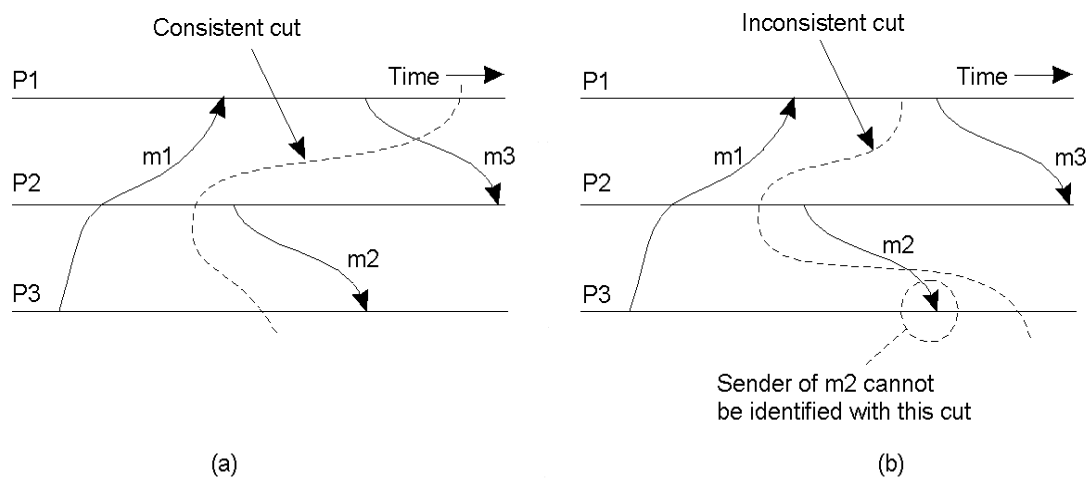 Consistent cut
Time
P1
m1
m3
P2
m2
P3
(a)
Inconsistent cut
Time
P1
m1
m3
P2
m2
P3
Sender of m2 cannot
be identified with this cut
(b)